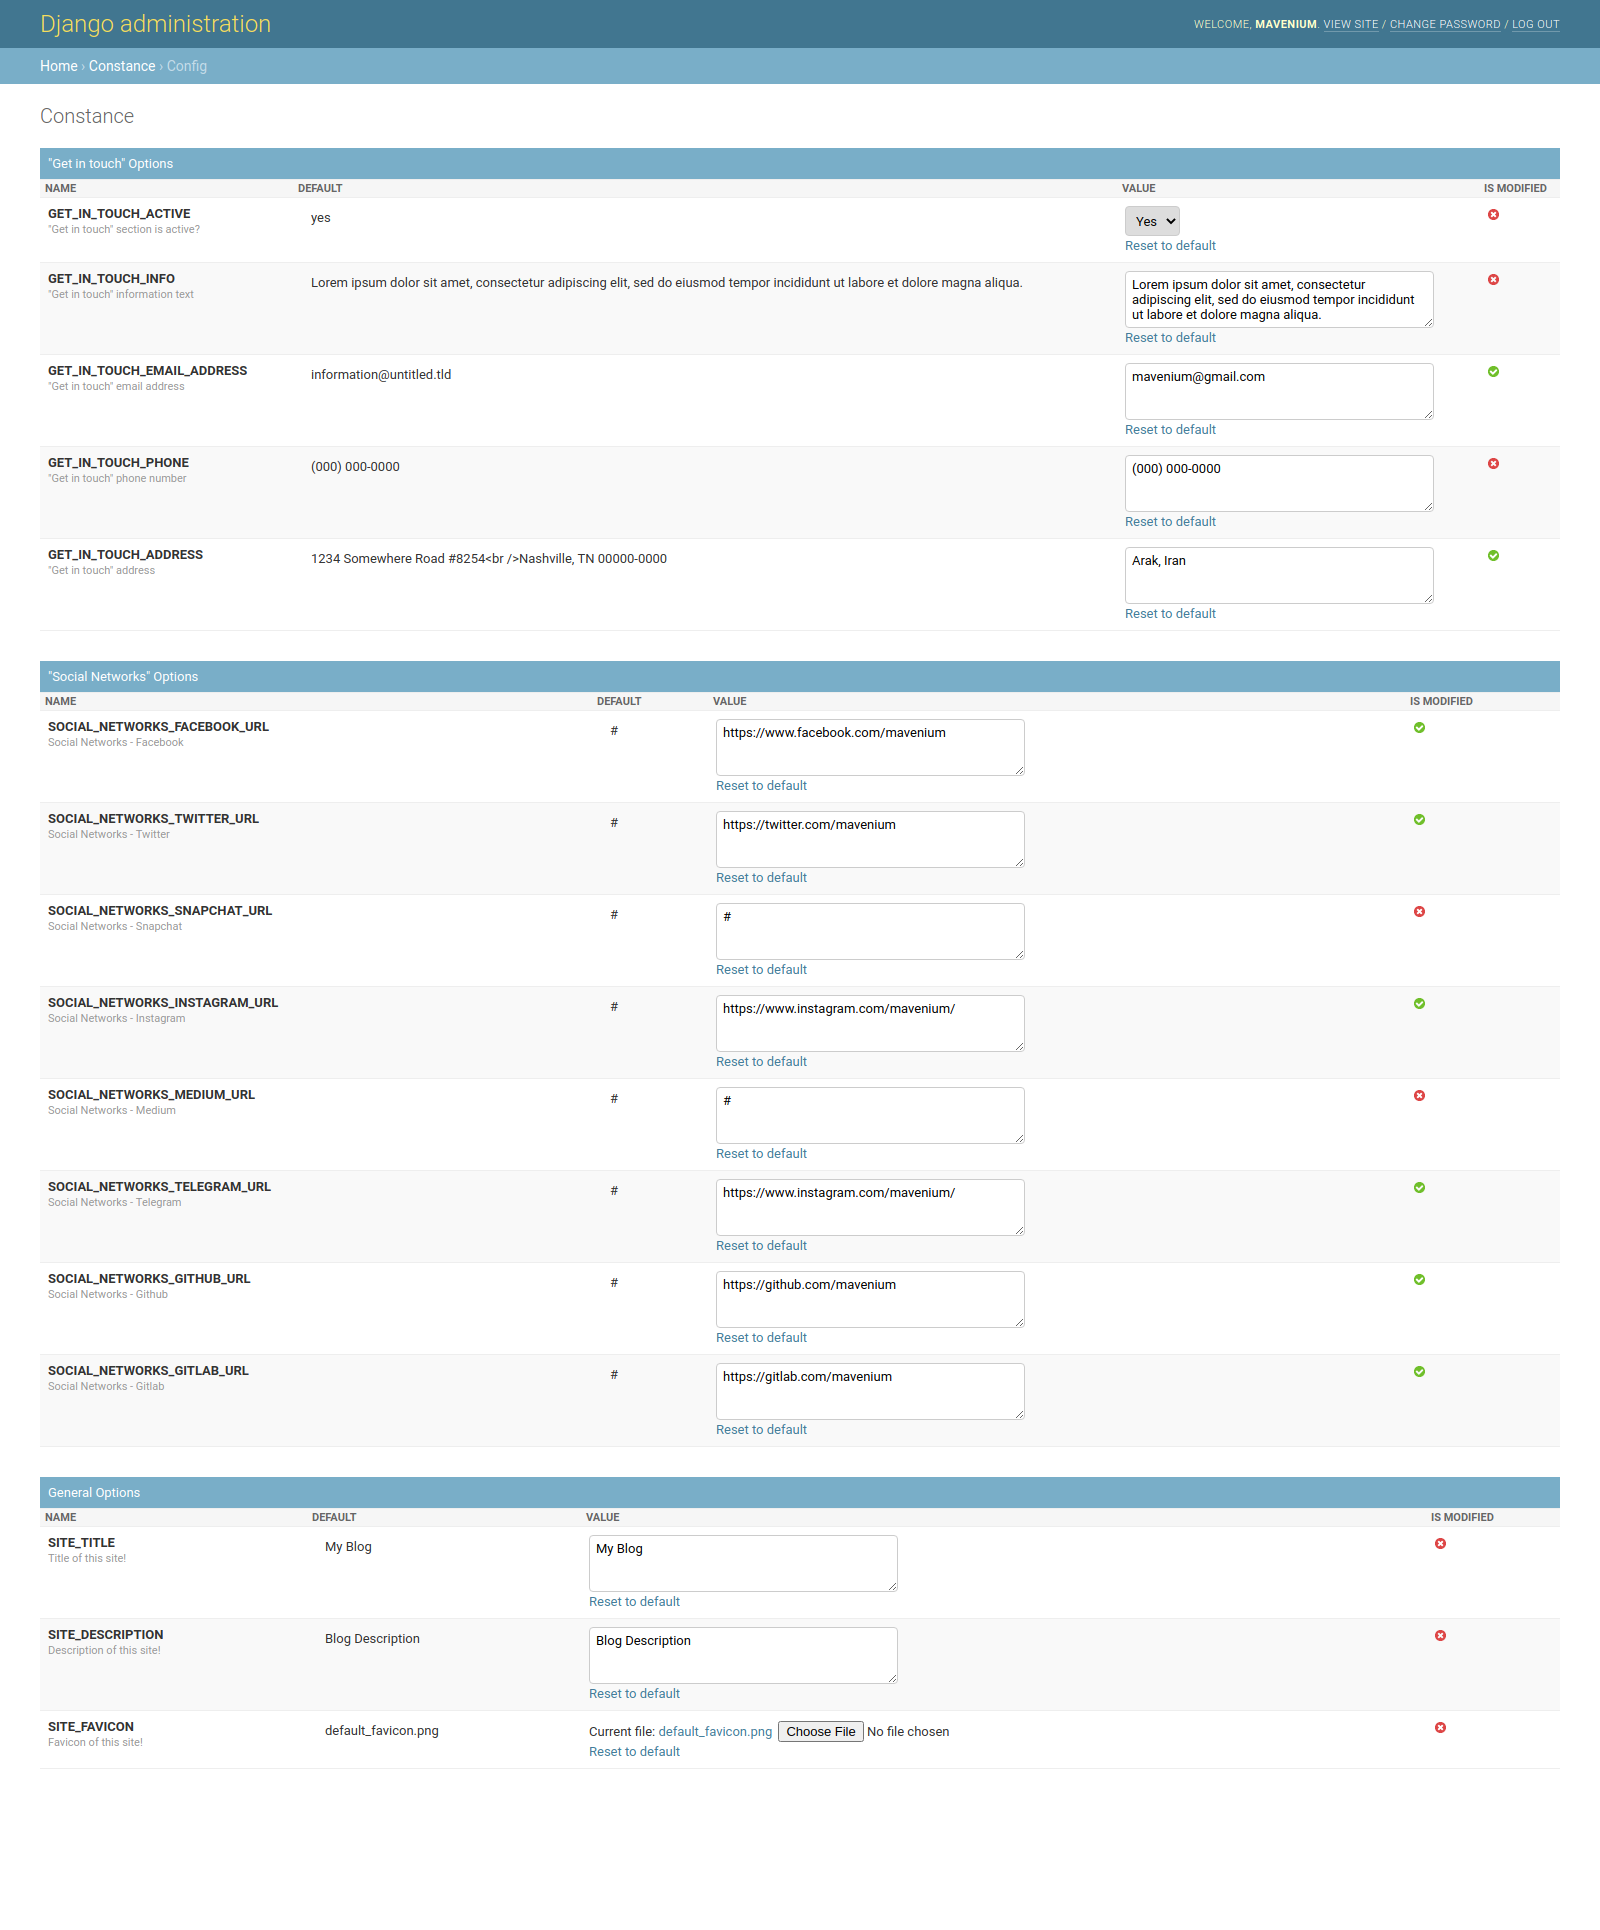 Django administration
WELCOME, MAVENIUM. VIEW SITE / CHANGE PASSWORD / LOG OUT
Home › Constance › Config
Constance
"Get in touch" Options
NAME DEFAULT VALUE IS MODIFIED
GET_IN_TOUCH_ACTIVE
"Get in touch" section is active?
yes
Yes
Reset to default
GET_IN_TOUCH_INFO
"Get in touch" information text
Lorem ipsum dolor sit amet, consectetur adipiscing elit, sed do eiusmod tempor incididunt ut labore et dolore magna aliqua.
Lorem ipsum dolor sit amet, consectetur
adipiscing elit, sed do eiusmod tempor incididunt
ut labore et dolore magna aliqua.
Reset to default
GET_IN_TOUCH_EMAIL_ADDRESS
"Get in touch" email address
information@untitled.tld
mavenium@gmail.com
Reset to default
GET_IN_TOUCH_PHONE
"Get in touch" phone number
(000) 000-0000
(000) 000-0000
Reset to default
GET_IN_TOUCH_ADDRESS
"Get in touch" address
1234 Somewhere Road #8254<br />Nashville, TN 00000-0000
Arak, Iran
Reset to default
"Social Networks" Options
NAME DEFAULT VALUE IS MODIFIED
SOCIAL_NETWORKS_FACEBOOK_URL
Social Networks - Facebook
#
https://www.facebook.com/mavenium
Reset to default
SOCIAL_NETWORKS_TWITTER_URL
Social Networks - Twitter
#
https://twitter.com/mavenium
Reset to default
SOCIAL_NETWORKS_SNAPCHAT_URL
Social Networks - Snapchat
#
#
Reset to default
SOCIAL_NETWORKS_INSTAGRAM_URL
Social Networks - Instagram
#
https://www.instagram.com/mavenium/
Reset to default
SOCIAL_NETWORKS_MEDIUM_URL
Social Networks - Medium
#
#
Reset to default
SOCIAL_NETWORKS_TELEGRAM_URL
Social Networks - Telegram
#
https://www.instagram.com/mavenium/
Reset to default
SOCIAL_NETWORKS_GITHUB_URL
Social Networks - Github
#
https://github.com/mavenium
Reset to default
SOCIAL_NETWORKS_GITLAB_URL
Social Networks - Gitlab
#
https://gitlab.com/mavenium
Reset to default
General Options
NAME DEFAULT VALUE IS MODIFIED
SITE_TITLE
Title of this site!
My Blog
My Blog
Reset to default
SITE_DESCRIPTION
Description of this site!
Blog Description
Blog Description
Reset to default
SITE_FAVICON
Favicon of this site!
default_favicon.png
Current file: default_favicon.png Choose File No file chosen
Reset to default